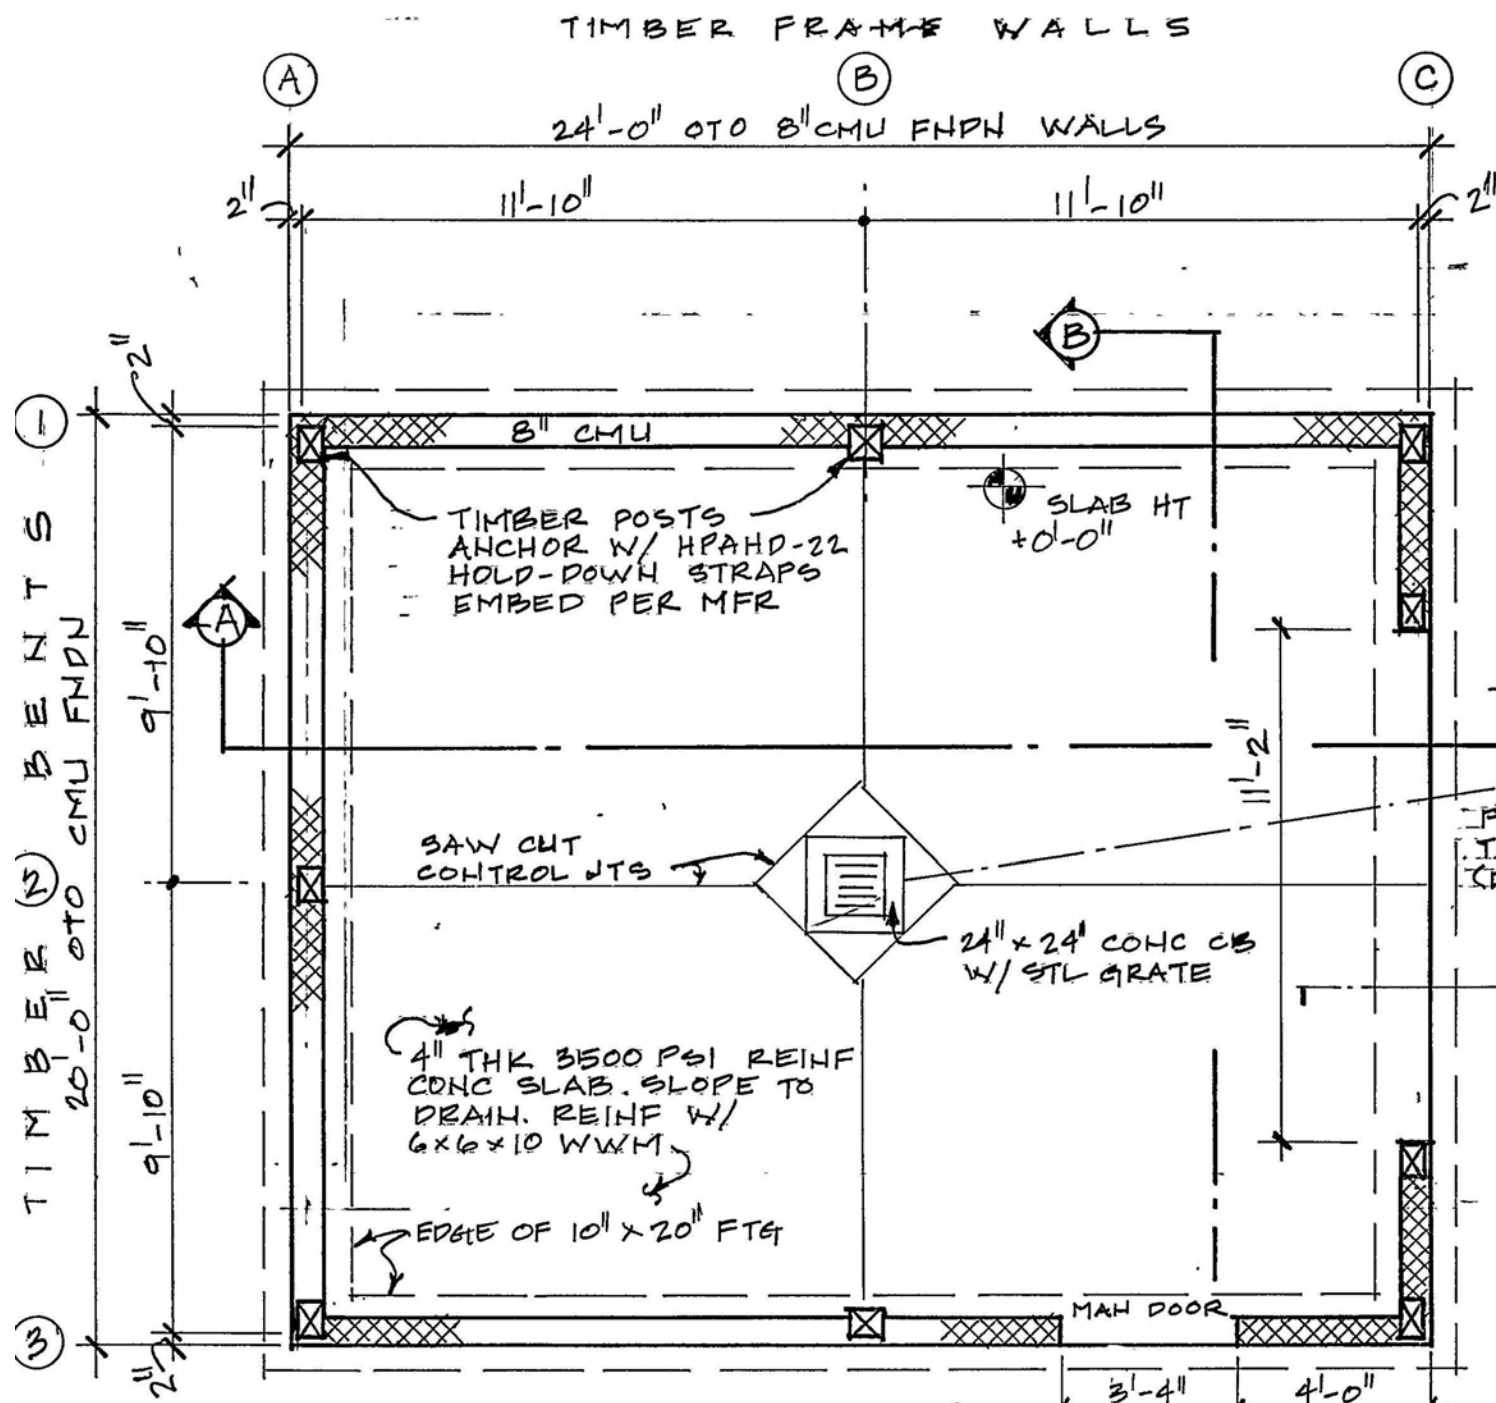 TIMBER FRAME WALLS
A
B
C
24'-0" OTO 8" CMU FNDN WALLS
2"
11'-10"
11'-10"
2"
B
2"
1
8" CMU
TIMBER POSTS
ANCHOR W/ HPAHD-22
HOLD-DOWN STRAPS
EMBED PER MFR
SLAB HT
+0'-0"
A
TIMBER BENTS
20'-0" OTO CMU FNDN
9'-10"
11'-2"
SAW CUT
CONTROL JTS
2
24" x 24" CONC CB
W/ STL GRATE
4" THK 3500 PSI REINF
CONC SLAB. SLOPE TO
DRAIN. REINF W/
6x6x10 WWM
9'-10"
EDGE OF 10" x 20" FTG
MAN DOOR
3
2"
3'-4"
4'-0"